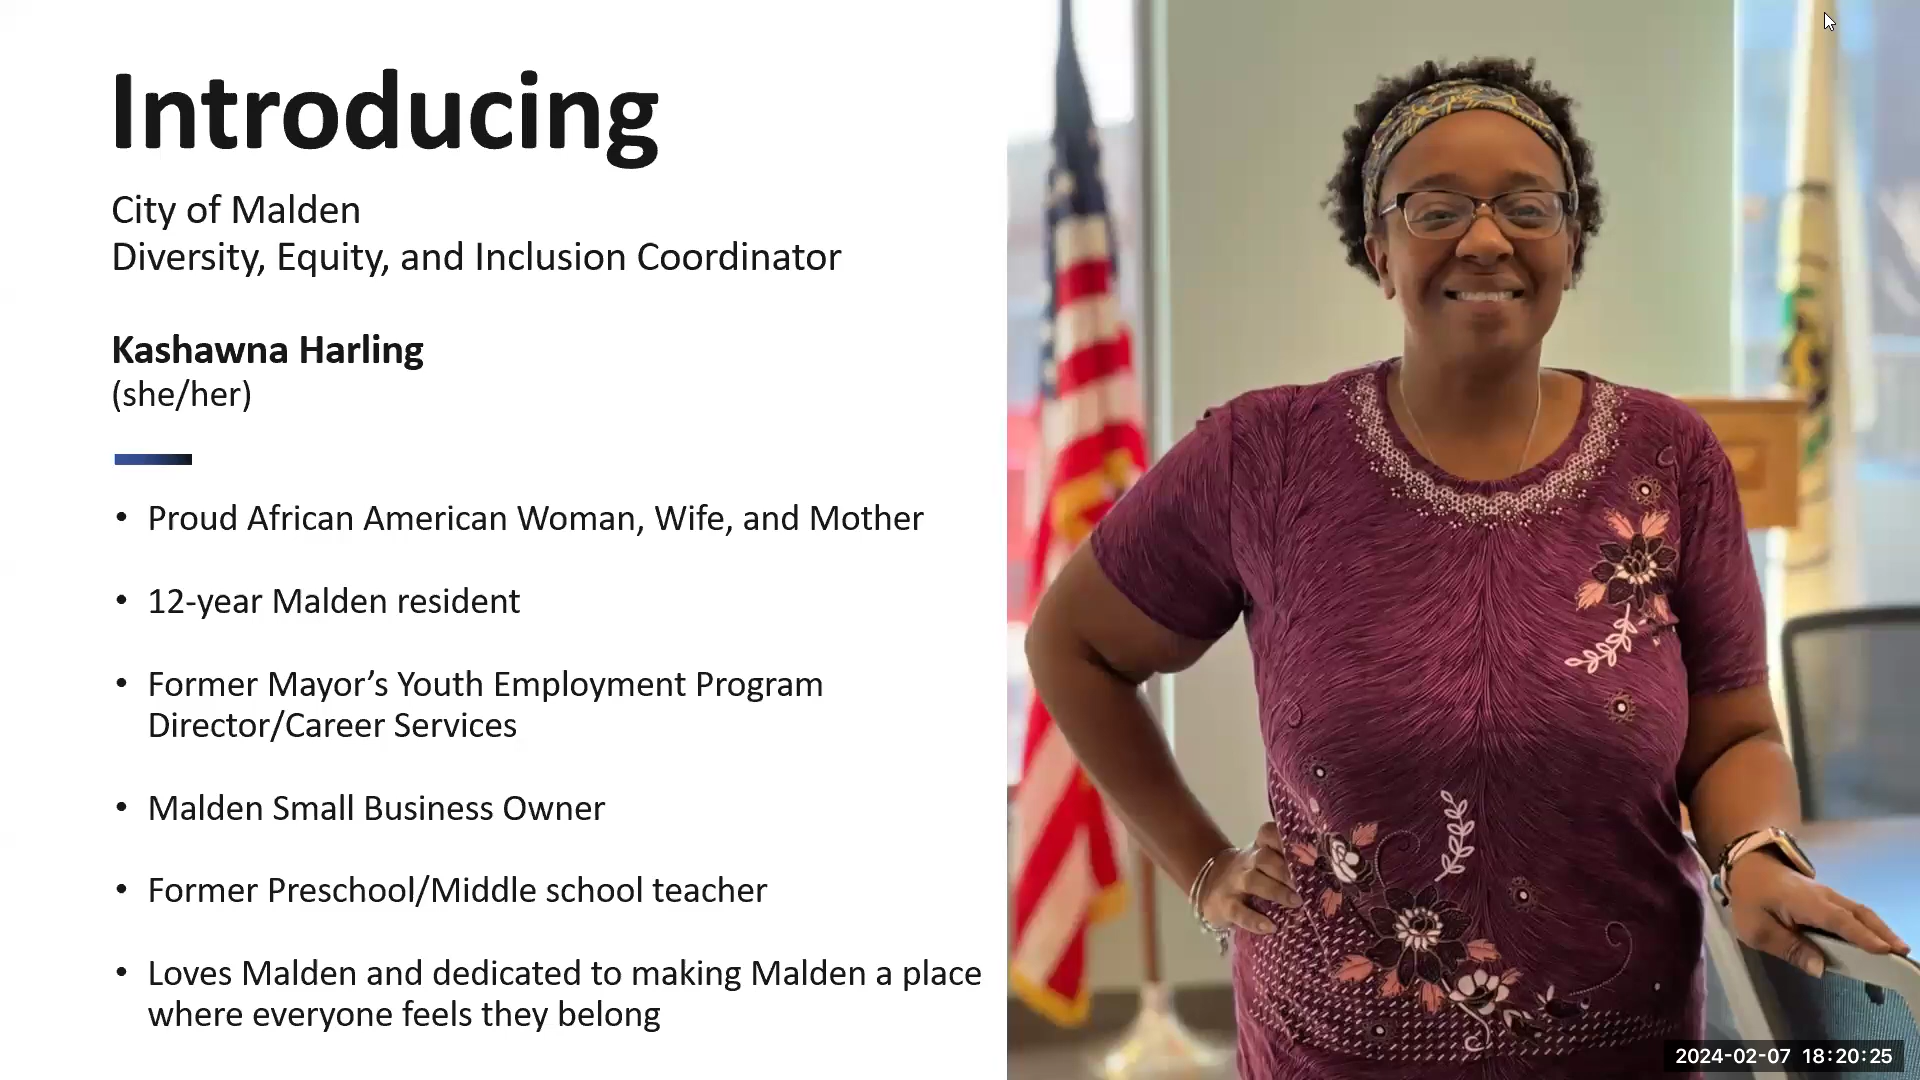 Introducing
City of Malden
Diversity, Equity, and Inclusion Coordinator
Kashawna Harling
(she/her)
• Proud African American Woman, Wife, and Mother
• 12-year Malden resident
• Former Mayor’s Youth Employment Program
Director/Career Services
• Malden Small Business Owner
• Former Preschool/Middle school teacher
• Loves Malden and dedicated to making Malden a place
where everyone feels they belong
2024-02-07 18:20:25